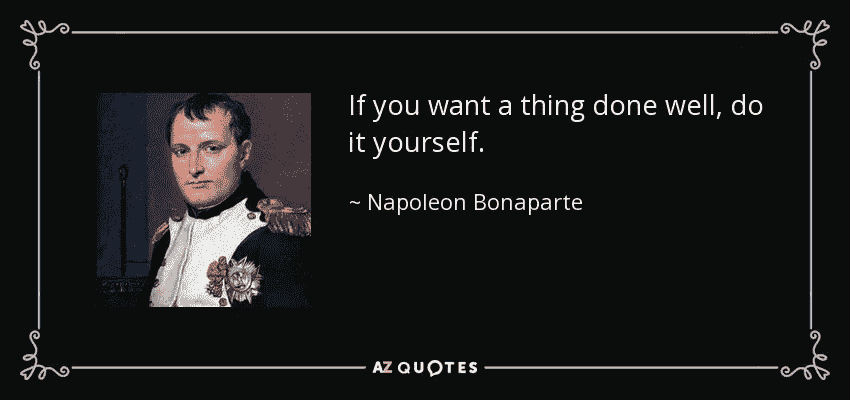 If you want a thing done well, do
it yourself.
~ Napoleon Bonaparte
AZ QUOTES